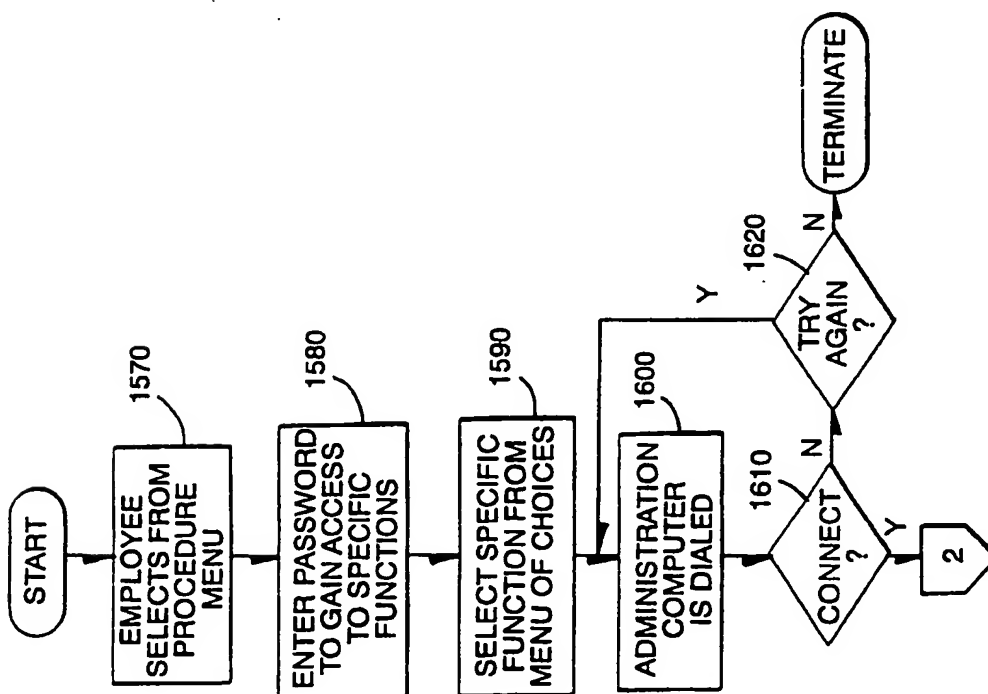 START
1570
EMPLOYEE
SELECTS FROM
PROCEDURE
MENU
1580
ENTER PASSWORD
TO GAIN ACCESS
TO SPECIFIC
FUNCTIONS
1590
SELECT SPECIFIC
FUNCTION FROM
MENU OF CHOICES
1600
ADMINISTRATION
COMPUTER
IS DIALED
1610
CONNECT
?
N
Y
2
1620
TRY
AGAIN
?
Y
N
TERMINATE